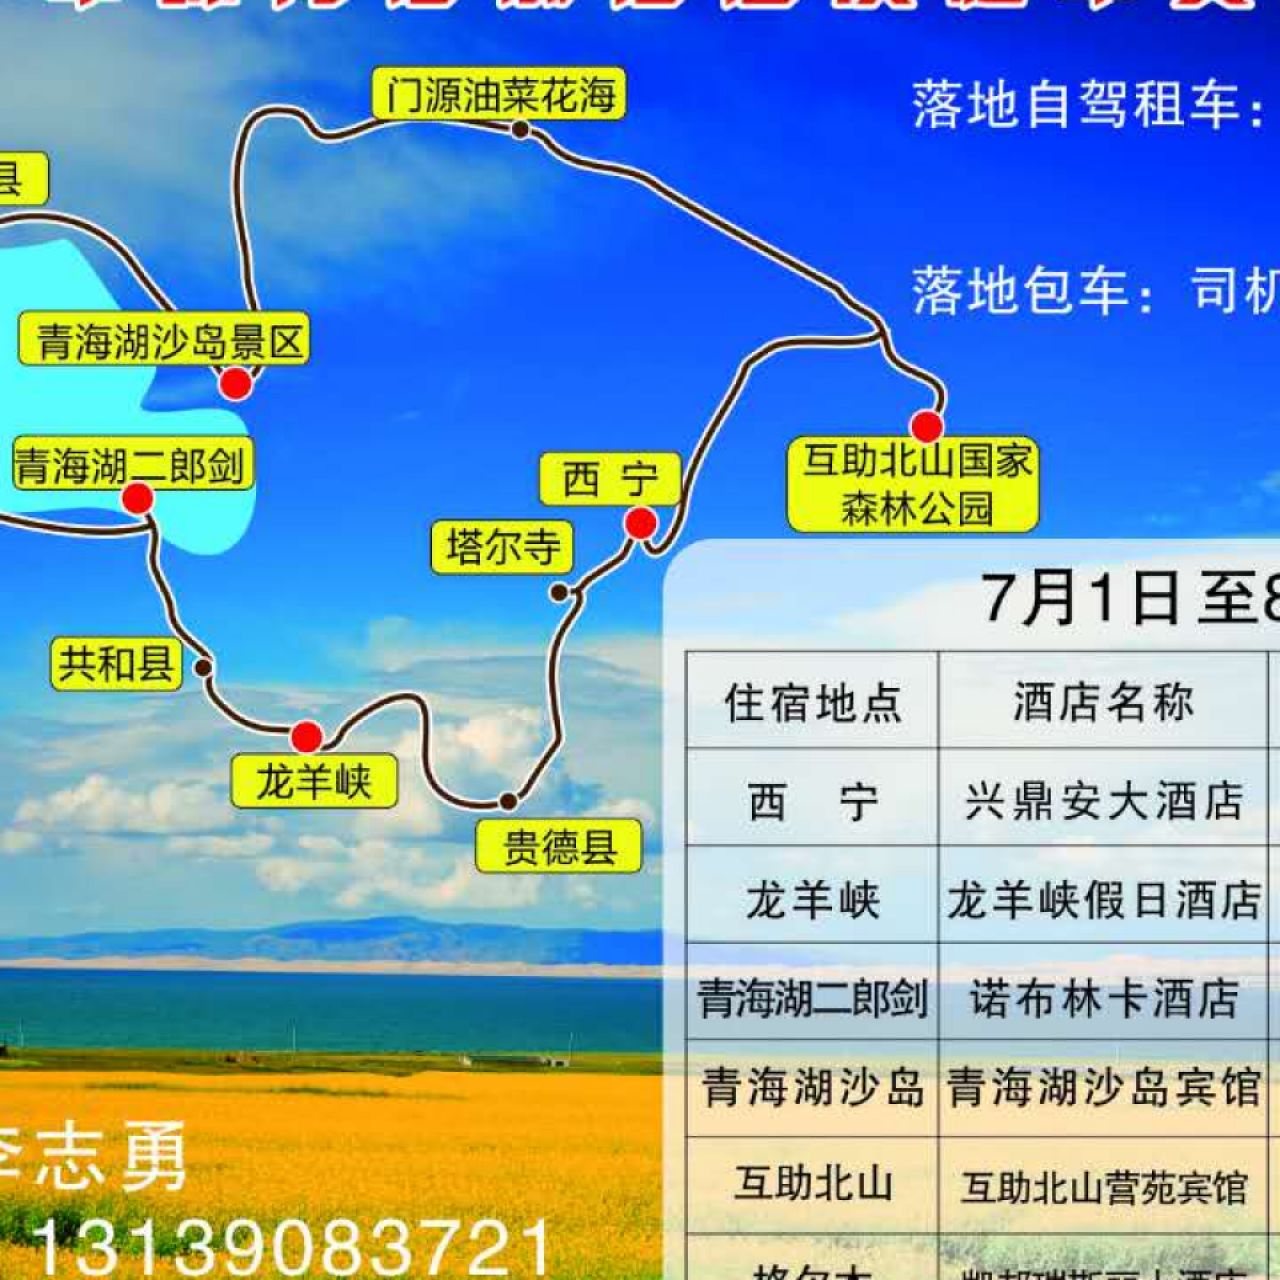 门源油菜花海
落地自驾租车：
县
落地包车：司机
青海湖沙岛景区
青海湖二郎剑
西宁
互助北山国家
森林公园
塔尔寺
共和县
龙羊峡
贵德县
7月1日至8
住宿地点 酒店名称
西宁 兴鼎安大酒店
龙羊峡 龙羊峡假日酒店
青海湖二郎剑 诺布林卡酒店
青海湖沙岛 青海湖沙岛宾馆
互助北山 互助北山营苑宾馆
李志勇
13139083721